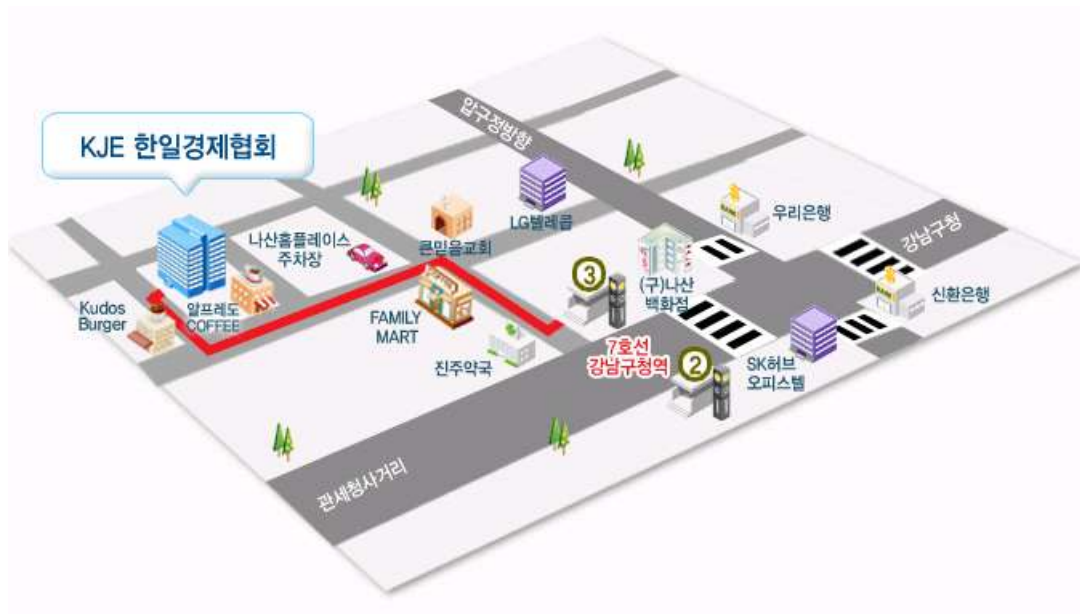 압구정방향
KJE 한일경제협회
우리은행
LG텔레콥
강남구청
나산홈플레이스
주차장
큰믿음교회
3
(구)나산
백화점
신환은행
Kudos
Burger
알프레도
COFFEE
FAMILY
MART
진주약국
7호선
강남구청역
2
SK허브
오피스텔
관세청사거리